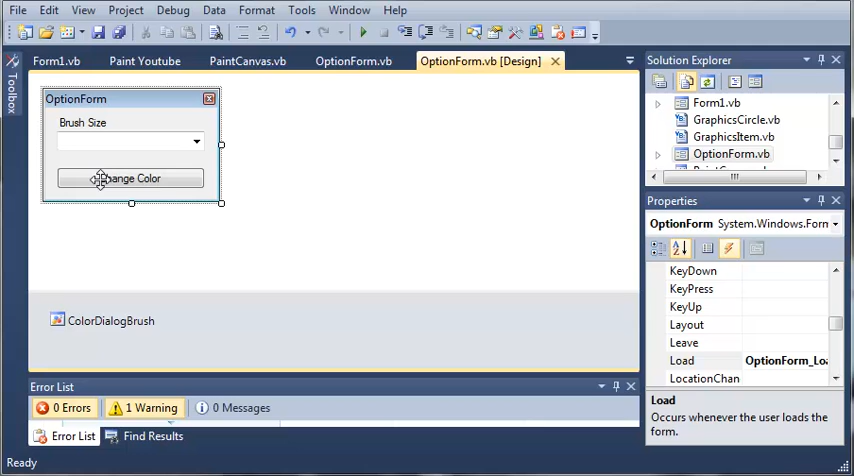 File Edit View Project Debug Data Format Tools Window Help
Form1.vb Paint Youtube PaintCanvas.vb OptionForm.vb OptionForm.vb [Design]
Toolbox
OptionForm
Brush Size
ange Color
ColorDialogBrush
Error List
0 Errors 1 Warning 0 Messages
Error List Find Results
Solution Explorer
Form1.vb
GraphicsCircle.vb
GraphicsItem.vb
OptionForm.vb
Properties
OptionForm System.Windows.Form
KeyDown
KeyPress
KeyUp
Layout
Leave
Load OptionForm_Loa
LocationChan
Load
Occurs whenever the user loads the
form.
Ready